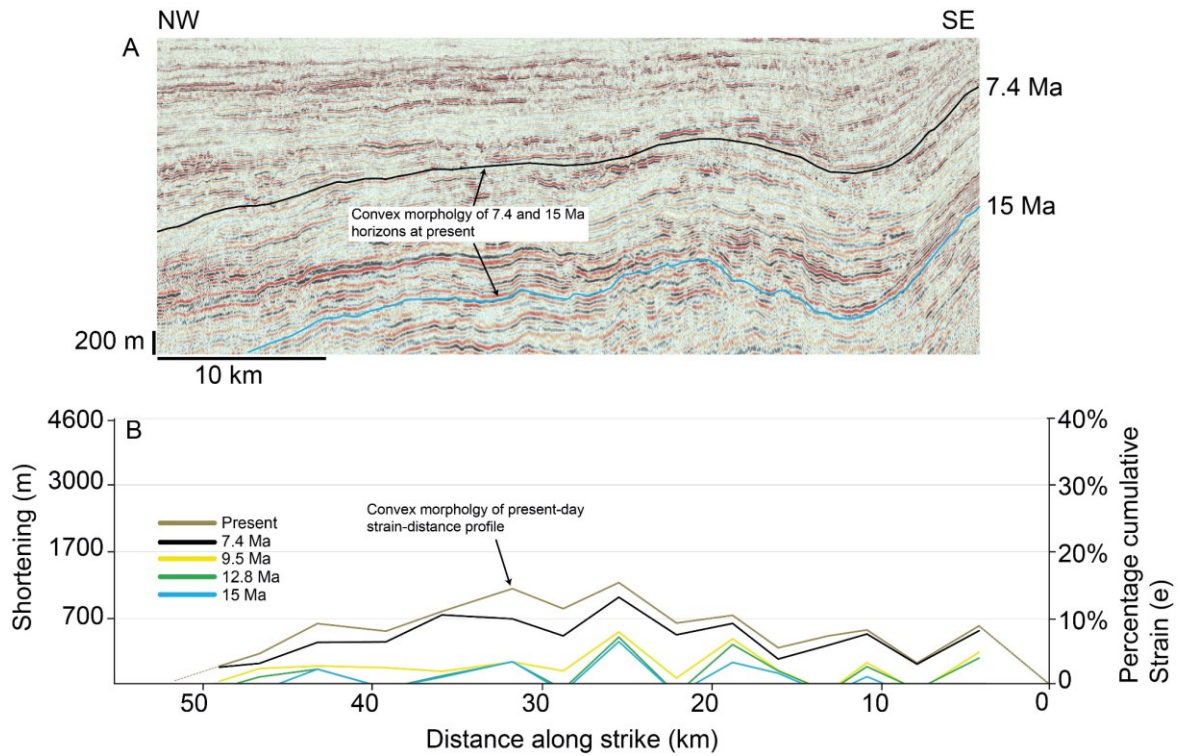 NW
SE
A
7.4 Ma
15 Ma
Convex morpholgy of 7.4 and 15 Ma
horizons at present
200 m
10 km
B
4600
3000
1700
700
Shortening (m)
40%
30%
20%
10%
0
Percentage cumulative
Strain (e)
Convex morpholgy of present-day
strain-distance profile
Present
7.4 Ma
9.5 Ma
12.8 Ma
15 Ma
50
40
30
20
10
0
Distance along strike (km)